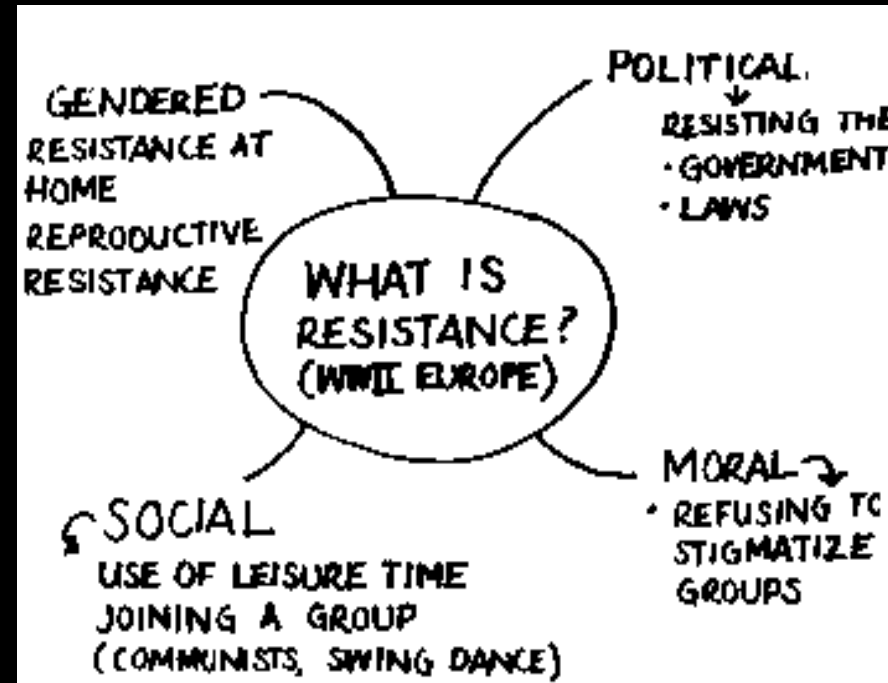 GENDERED
RESISTANCE AT
HOME
REPRODUCTIVE
RESISTANCE
POLITICAL
RESISTING THE
· GOVERNMENT
· LAWS
WHAT IS
RESISTANCE?
(WWII EUROPE)
SOCIAL
USE OF LEISURE TIME
JOINING A GROUP
(COMMUNISTS, SWING DANCE)
MORAL
· REFUSING TO
STIGMATIZE
GROUPS